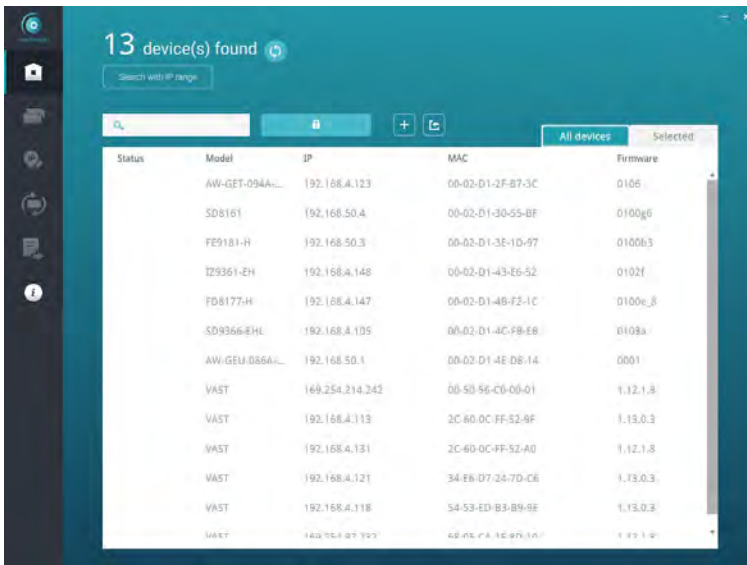 13 device(s) found
Search with IP range
All devices Selected
Status Model IP MAC Firmware
AW-GET-094A-... 192.168.4.123 00-02-D1-2F-B7-3C 0106
SD8161 192.168.50.4 00-02-D1-30-55-BF 0100g6
FE9181-H 192.168.50.3 00-02-D1-3E-1D-97 0100b3
IZ9361-EH 192.168.4.148 00-02-D1-43-E6-52 0102f
FD8177-H 192.168.4.147 00-02-D1-4B-F2-1C 0100e_8
SD9366-EHL 192.168.4.105 00-02-D1-4C-FB-EB
AW-GEU-086A-... 192.168.50.1 00-02-D1-4E-D8-14 0001
VAST 169.254.214.242 00-50-56-C0-00-01 1.12.1.8
VAST 192.168.4.113 2C-60-0C-FF-52-9F 1.13.0.3
VAST 192.168.4.131 2C-60-0C-FF-52-A0 1.12.1.8
VAST 192.168.4.121 34-E6-D7-24-7D-C6 1.13.0.3
VAST 192.168.4.118 54-53-ED-B3-B9-9E 1.13.0.3
VAST